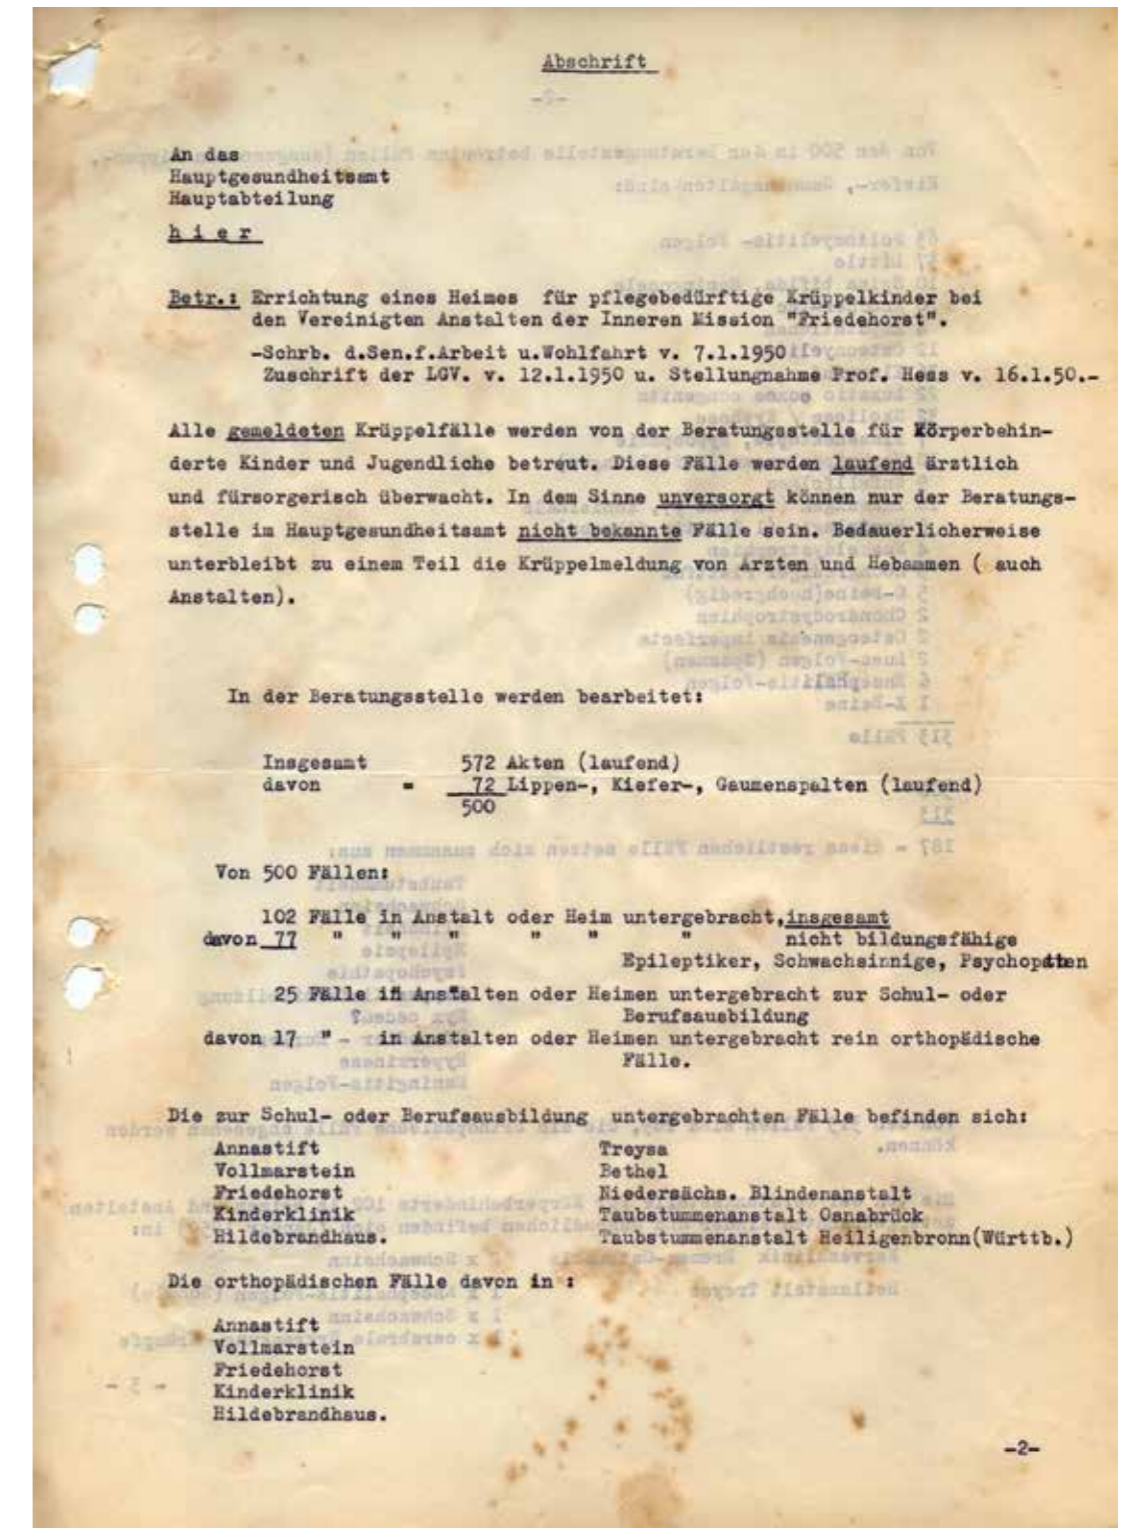 Abschrift
An das
Hauptgesundheitsamt
Hauptabteilung
h i e r
Betr.: Errichtung eines Heimes für pflegebedürftige Krüppelkinder bei
den Vereinigten Anstalten der Inneren Mission "Friedehorst".
-Schrb. d.Sen.f.Arbeit u.Wohlfahrt v. 7.1.1950
Zuschrift der LGV. v. 12.1.1950 u. Stellungnahme Prof. Hess v. 16.1.50.-
Alle gemeldeten Krüppelfälle werden von der Beratungsstelle für Körperbehin-
derte Kinder und Jugendliche betreut. Diese Fälle werden laufend ärztlich
und fürsorgerisch überwacht. In dem Sinne unversorgt können nur der Beratungs-
stelle im Hauptgesundheitsamt nicht bekannte Fälle sein. Bedauerlicherweise
unterbleibt zu einem Teil die Krüppelmeldung von Ärzten und Hebammen ( auch
Anstalten).
In der Beratungsstelle werden bearbeitet:
Insgesamt 572 Akten (laufend)
davon = 72 Lippen-, Kiefer-, Gaumenspalten (laufend)
500
Von 500 Fällen:
102 Fälle in Anstalt oder Heim untergebracht,insgesamt
davon 77 " " " " " " nicht bildungsfähige
Epileptiker, Schwachsinnige, Psychopatten
25 Fälle in Anstalten oder Heimen untergebracht zur Schul- oder
Berufsausbildung
davon 17 " - in Anstalten oder Heimen untergebracht rein orthopädische
Fälle.
Die zur Schul- oder Berufsausbildung untergebrachten Fälle befinden sich:
Annastift Treysa
Vollmarstein Bethel
Friedehorst Niedersächs. Blindenanstalt
Kinderklinik Taubstummenanstalt Osnabrück
Hildebrandhaus. Taubstummenanstalt Heiligenbronn(Württb.)
Die orthopädischen Fälle davon in :
Annastift
Vollmarstein
Friedehorst
Kinderklinik
Hildebrandhaus.
-2-